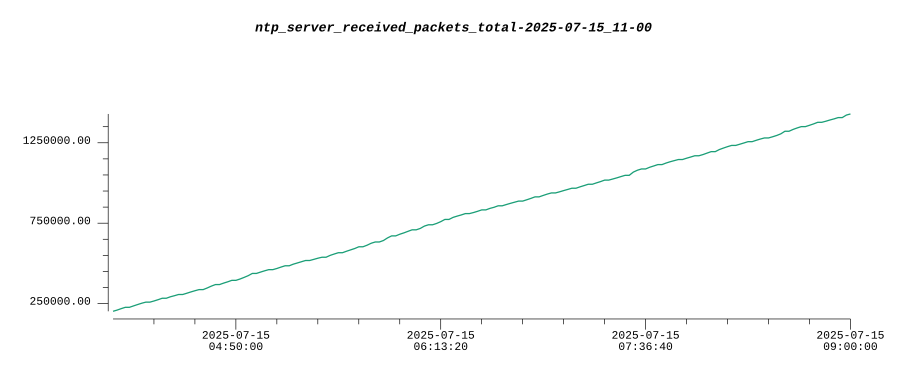 ntp_server_received_packets_total-2025-07-15_11-00
1250000.00
750000.00
250000.00
2025-07-15 2025-07-15 2025-07-15 2025-07-15
04:50:00 06:13:20 07:36:40 09:00:00